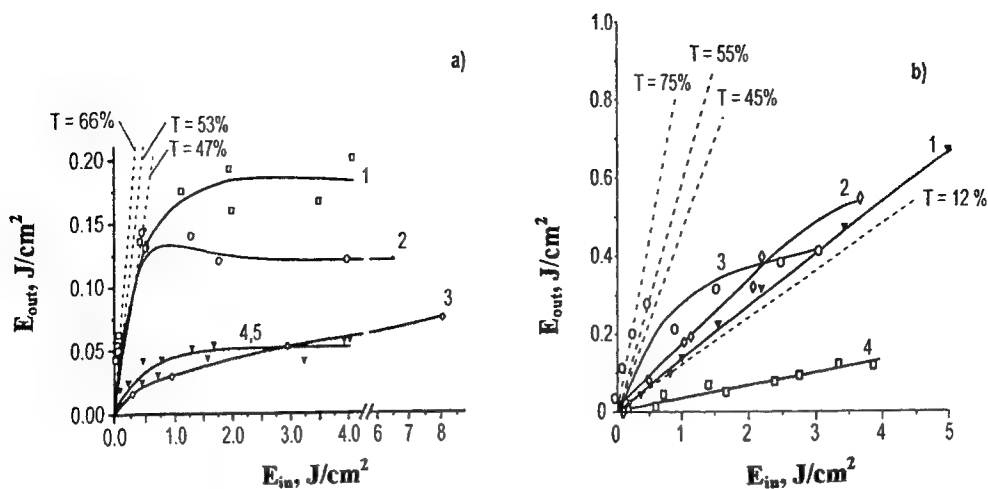 a)
T = 66%
T = 53%
T = 47%
0.20
0.15
0.10
0.05
0.00
1
2
3
4,5
0.0
1.0
2.0
3.0
4.0
6
8
E_out, J/cm²
E_in, J/cm²
b)
T = 75%
T = 55%
T = 45%
T = 12 %
1.0
0.8
0.6
0.4
0.2
0.0
1
2
3
4
0
1
2
3
4
5
E_out, J/cm²
E_in, J/cm²